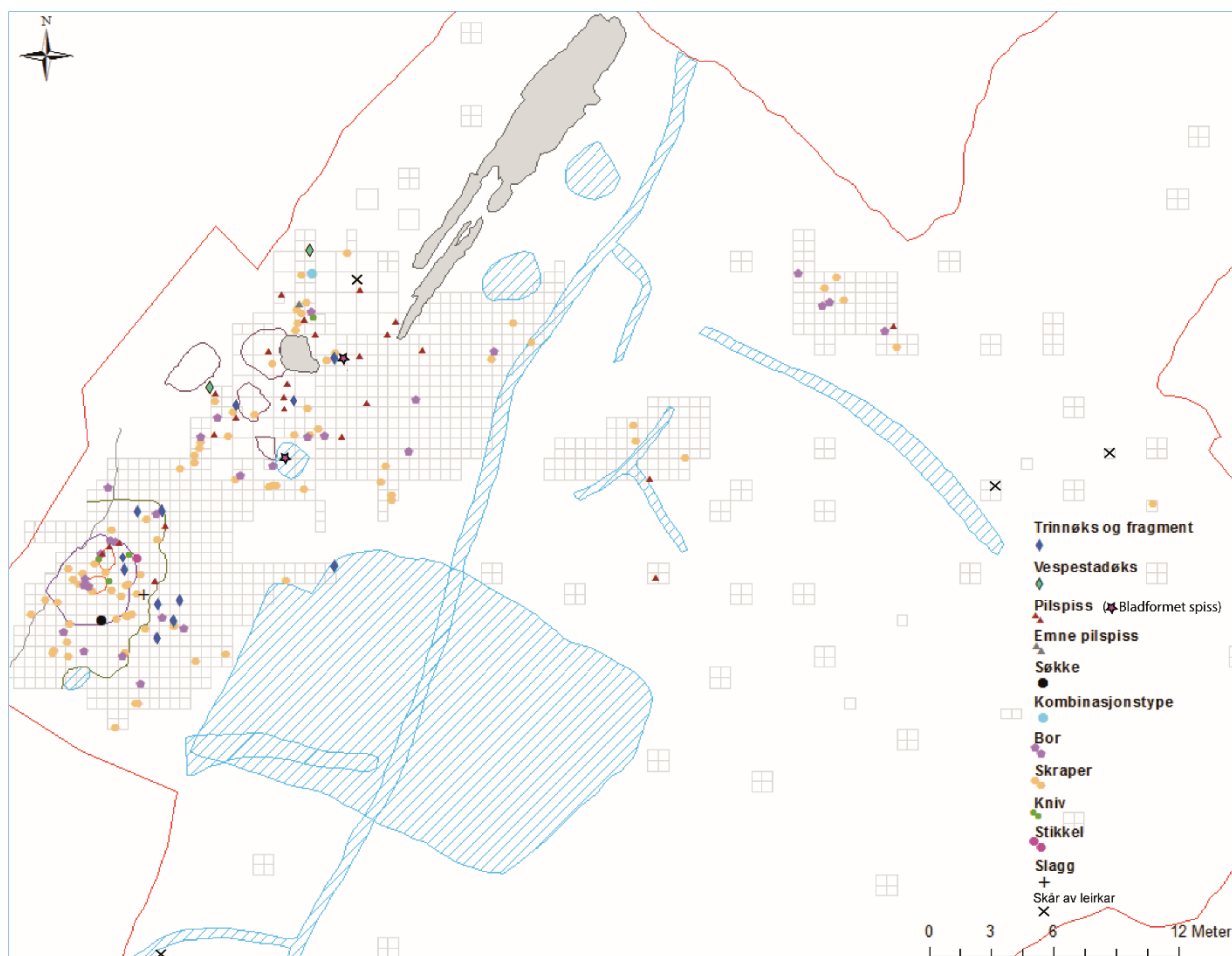 N
Trinnøks og fragment
Vespestadøks
Pilspiss (Bladformet spiss)
Emne pilspiss
Søkke
Kombinasjonstype
Bor
Skraper
Kniv
Stikkel
Slagg
Skår av leirkar
0 3 6 12 Meter